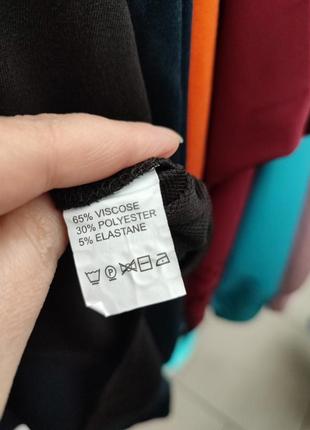 65% VISCOSE
30% POLYESTER
5% ELASTANE